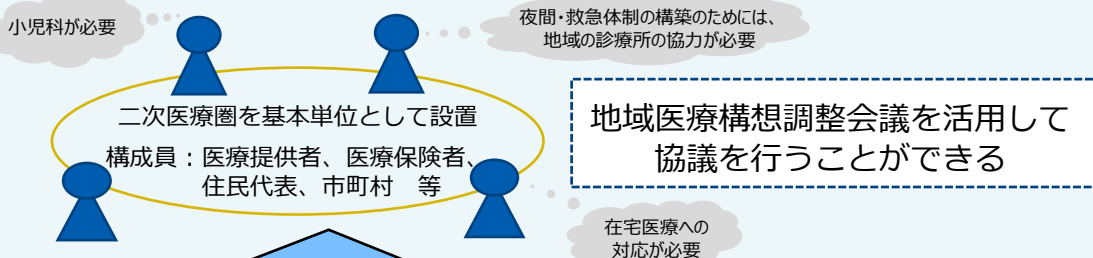 小児科が必要
夜間・救急体制の構築のためには、
地域の診療所の協力が必要
二次医療圏を基本単位として設置
構成員：医療提供者、医療保険者、
住民代表、市町村　等
地域医療構想調整会議を活用して
協議を行うことができる
在宅医療への
対応が必要